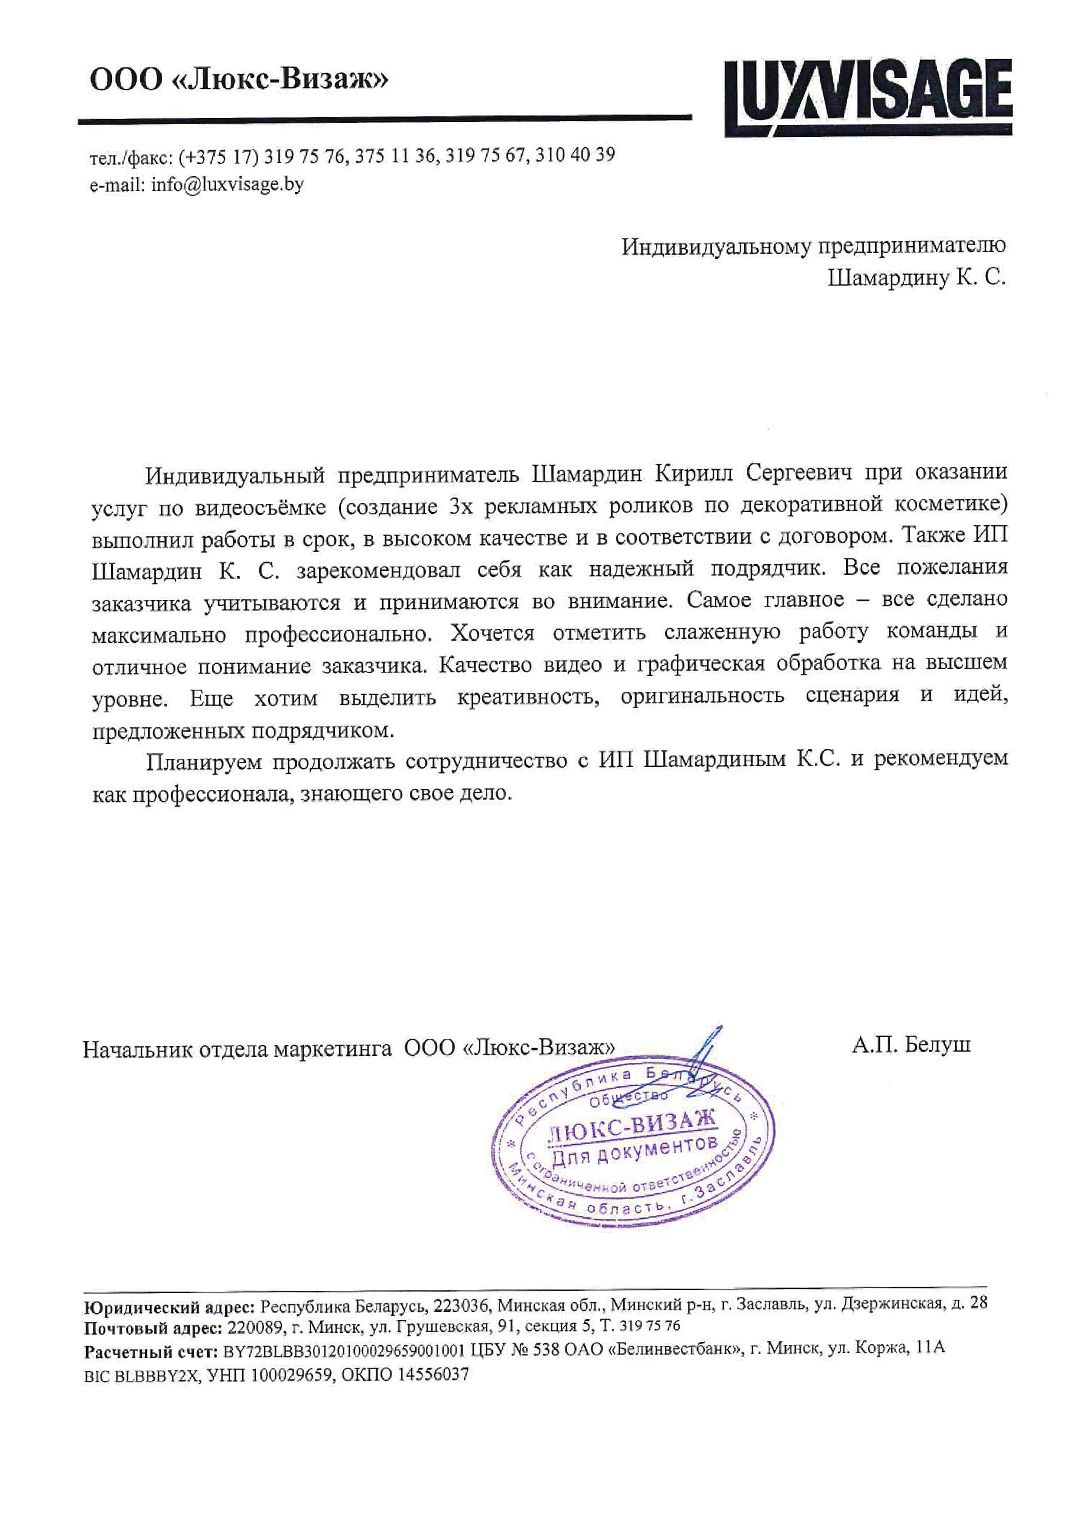 ООО «Люкс-Визаж»
LUXVISAGE
тел./факс: (+375 17) 319 75 76, 375 11 36, 319 75 67, 310 40 39
e-mail: info@luxvisage.by
Индивидуальному предпринимателю
Шамардину К. С.
Индивидуальный предприниматель Шамардин Кирилл Сергеевич при оказании
услуг по видеосъёмке (создание 3х рекламных роликов по декоративной косметике)
выполнил работы в срок, в высоком качестве и в соответствии с договором. Также ИП
Шамардин К. С. зарекомендовал себя как надежный подрядчик. Все пожелания
заказчика учитываются и принимаются во внимание. Самое главное – все сделано
максимально профессионально. Хочется отметить слаженную работу команды и
отличное понимание заказчика. Качество видео и графическая обработка на высшем
уровне. Еще хотим выделить креативность, оригинальность сценария и идей,
предложенных подрядчиком.
Планируем продолжать сотрудничество с ИП Шамардиным К.С. и рекомендуем
как профессионала, знающего свое дело.
Начальник отдела маркетинга ООО «Люкс-Визаж» А.П. Белуш
Республика Беларусь
Общество
ЛЮКС-ВИЗАЖ
Для документов
с ограниченной ответственностью
* Минская область, г.Заславль *
Юридический адрес: Республика Беларусь, 223036, Минская обл., Минский р-н, г. Заславль, ул. Дзержинская, д. 28
Почтовый адрес: 220089, г. Минск, ул. Грушевская, 91, секция 5, Т. 319 75 76
Расчетный счет: BY72BLBB30120100029659001001 ЦБУ № 538 ОАО «Белинвестбанк», г. Минск, ул. Коржа, 11А
BIC BLBBBY2X, УНП 100029659, ОКПО 14556037